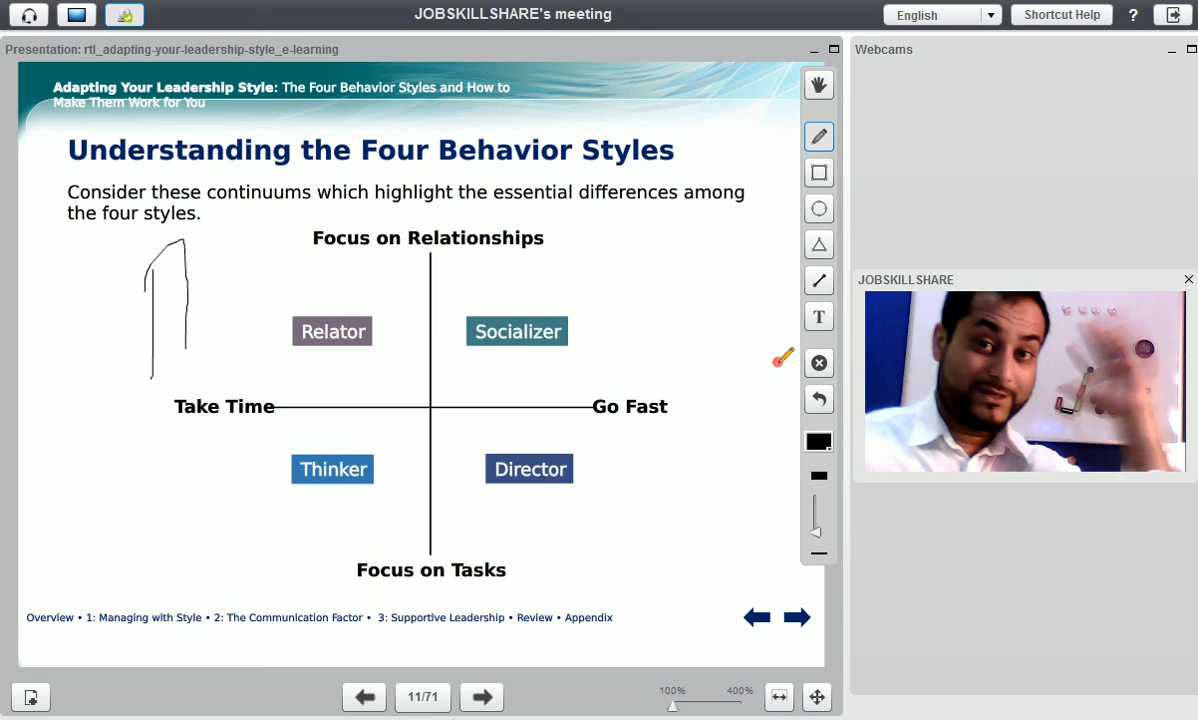 JOBSKILLSHARE's meeting
English
Shortcut Help
?
Presentation: rtl_adapting-your-leadership-style_e-learning
Webcams
Adapting Your Leadership Style: The Four Behavior Styles and How to
Make Them Work for You
Understanding the Four Behavior Styles
Consider these continuums which highlight the essential differences among
the four styles.
Focus on Relationships
Relator
Socializer
Take Time
Go Fast
Thinker
Director
Focus on Tasks
Overview • 1: Managing with Style • 2: The Communication Factor • 3: Supportive Leadership • Review • Appendix
T
JOBSKILLSHARE
11/71
100%
400%